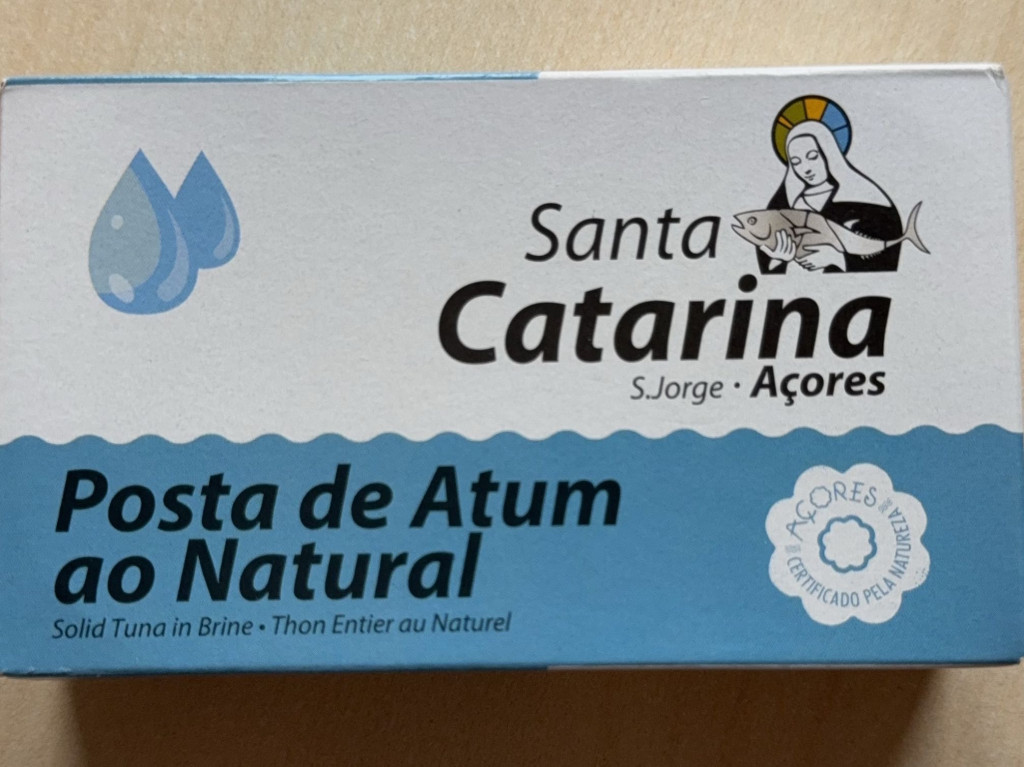 Santa
Catarina
S.Jorge • Açores
Posta de Atum
ao Natural
Solid Tuna in Brine • Thon Entier au Naturel
AÇORES
CERTIFICADO PELA NATUREZA